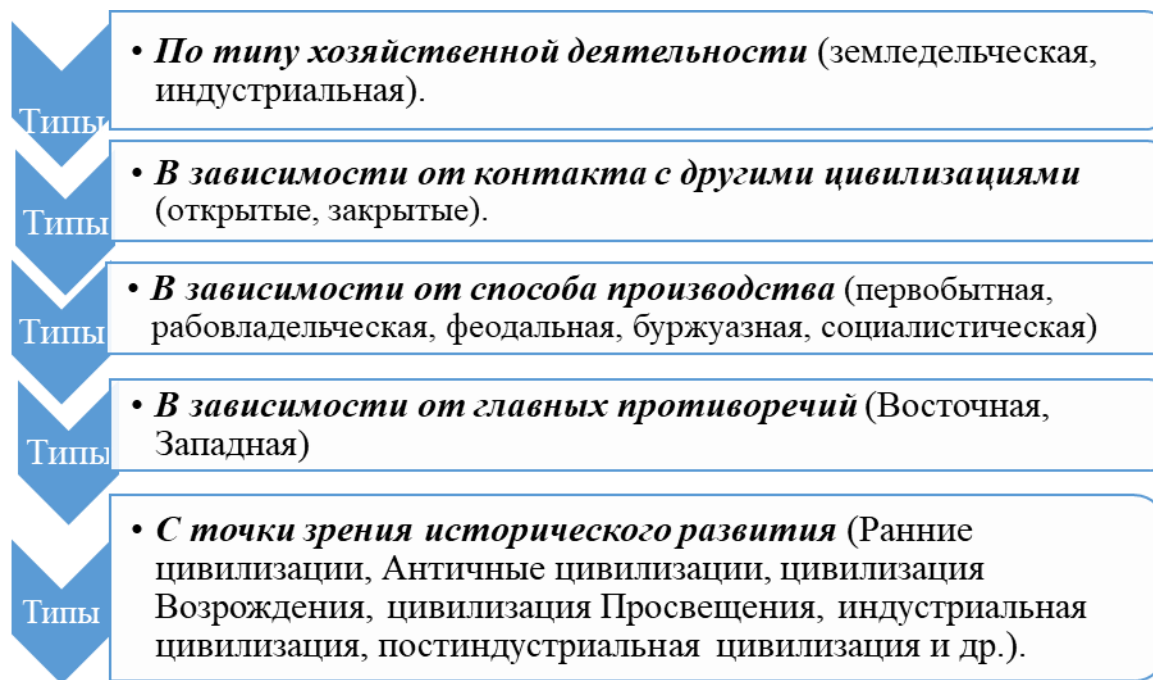 • По типу хозяйственной деятельности (земледельческая,
индустриальная).
Типы
• В зависимости от контакта с другими цивилизациями
(открытые, закрытые).
Типы
• В зависимости от способа производства (первобытная,
рабовладельческая, феодальная, буржуазная, социалистическая)
Типы
• В зависимости от главных противоречий (Восточная,
Западная)
Типы
• С точки зрения исторического развития (Ранние
цивилизации, Античные цивилизации, цивилизация
Возрождения, цивилизация Просвещения, индустриальная
цивилизация, постиндустриальная цивилизация и др.).
Типы